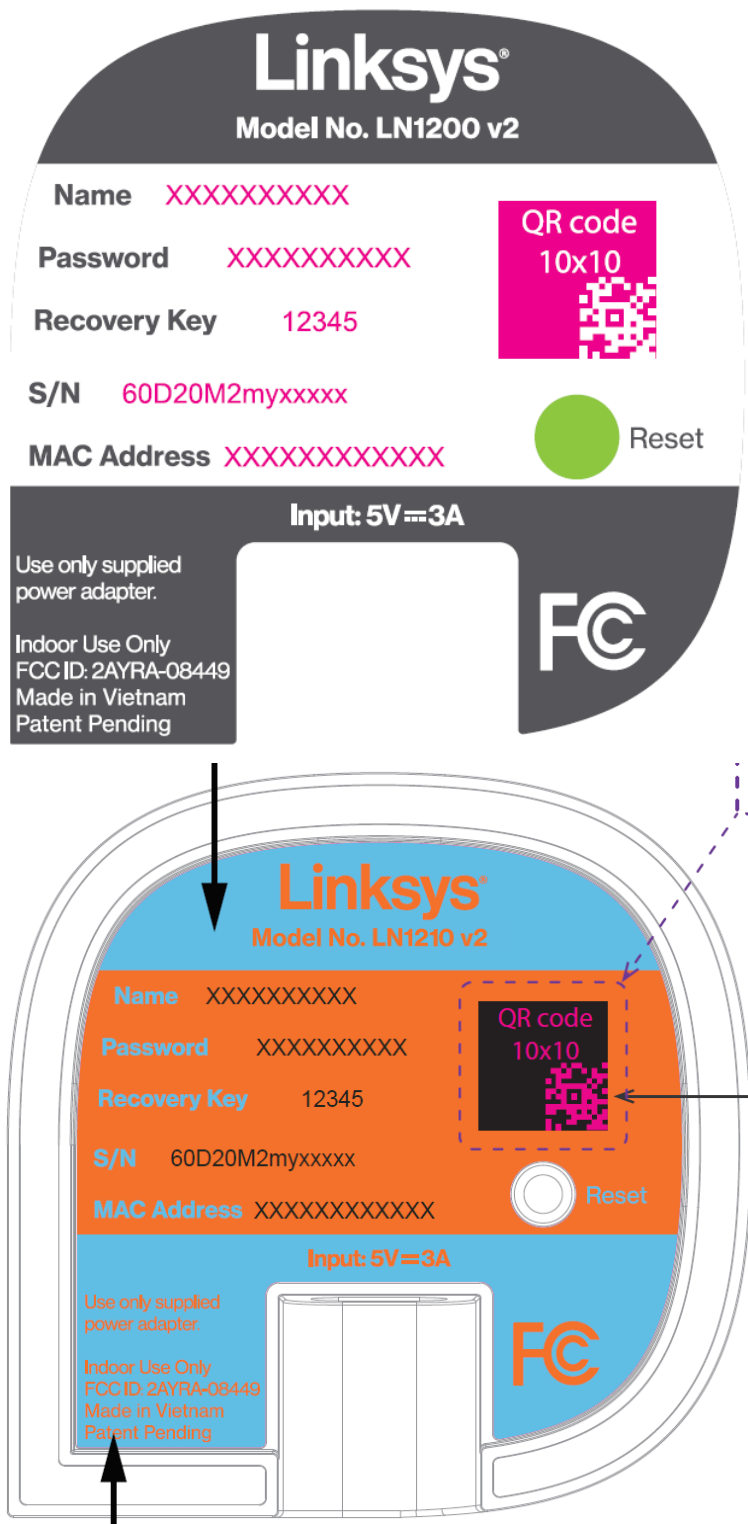 Linksys®
Model No. LN1200 v2
Name XXXXXXXXXX
Password XXXXXXXXXX
Recovery Key 12345
S/N 60D20M2myxxxxx
MAC Address XXXXXXXXXXXX
QR code
10x10
Reset
Input: 5V⎓3A
Use only supplied
power adapter.
Indoor Use Only
FCC ID: 2AYRA-08449
Made in Vietnam
Patent Pending
FC
Linksys®
Model No. LN1210 v2
Name XXXXXXXXXX
Password XXXXXXXXXX
Recovery Key 12345
S/N 60D20M2myxxxxx
MAC Address XXXXXXXXXXXX
QR code
10x10
Reset
Input: 5V⎓3A
Use only supplied
power adapter.
Indoor Use Only
FCC ID: 2AYRA-08449
Made in Vietnam
Patent Pending
FC